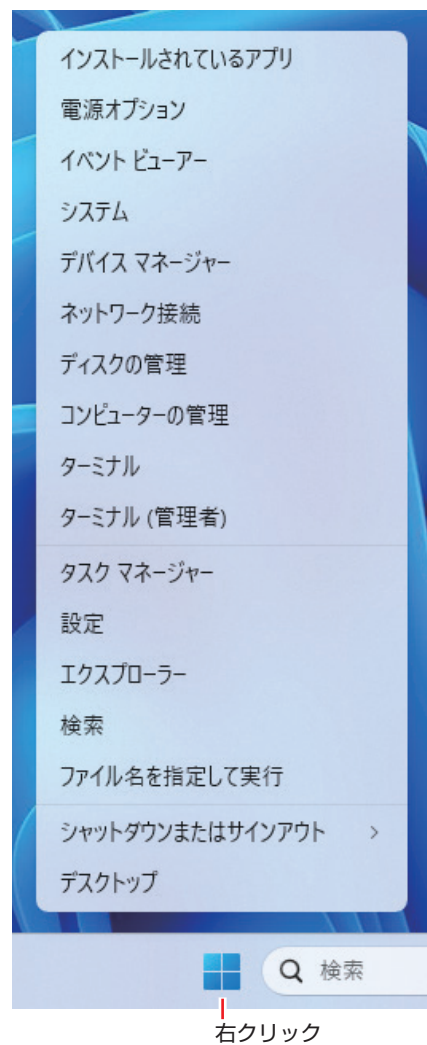 インストールされているアプリ
電源オプション
イベント ビューアー
システム
デバイス マネージャー
ネットワーク接続
ディスクの管理
コンピューターの管理
ターミナル
ターミナル (管理者)
タスク マネージャー
設定
エクスプローラー
検索
ファイル名を指定して実行
シャットダウンまたはサインアウト
デスクトップ
検索
右クリック